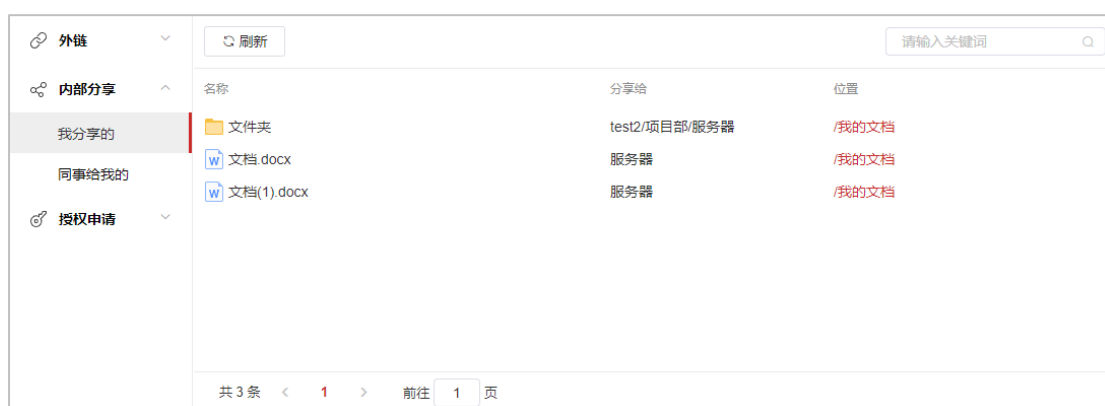 外链
刷新
请输入关键词
内部分享
名称
分享给
位置
我分享的
文件夹
test2/项目部/服务器
/我的文档
W 文档.docx
服务器
/我的文档
同事给我的
W 文档(1).docx
服务器
/我的文档
授权申请
共 3 条 < 1 > 前往 1 页